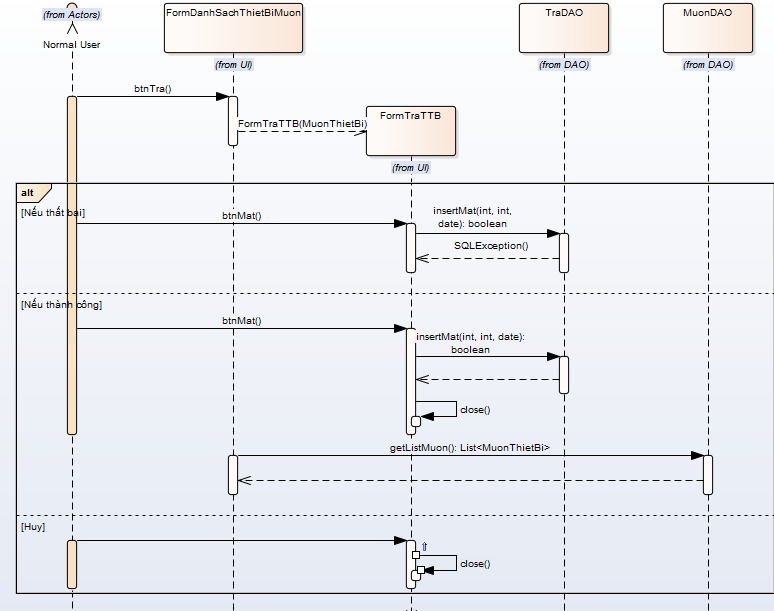 (from Actors)
Normal User
FormDanhSachThietBiMuon
(from UI)
TraDAO
(from DAO)
MuonDAO
(from DAO)
btnTra()
FormTraTTB(MuonThietBi)
FormTraTTB
(from UI)
alt
[Nếu thất bại]
btnMat()
insertMat(int, int,
date): boolean
SQLException()
[Nếu thành công]
btnMat()
insertMat(int, int, date):
boolean
close()
getListMuon(): List<MuonThietBi>
[Huy]
close()